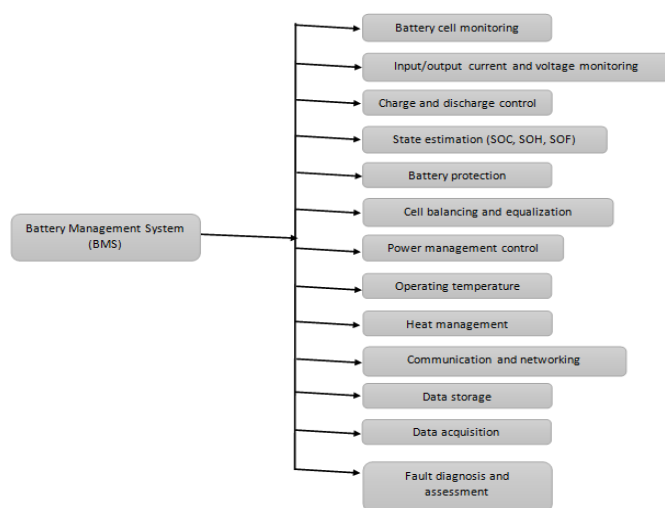 Battery cell monitoring
Input/output current and voltage monitoring
Charge and discharge control
State estimation (SOC, SOH, SOF)
Battery protection
Cell balancing and equalization
Battery Management System
(BMS)
Power management control
Operating temperature
Heat management
Communication and networking
Data storage
Data acquisition
Fault diagnosis and
assessment